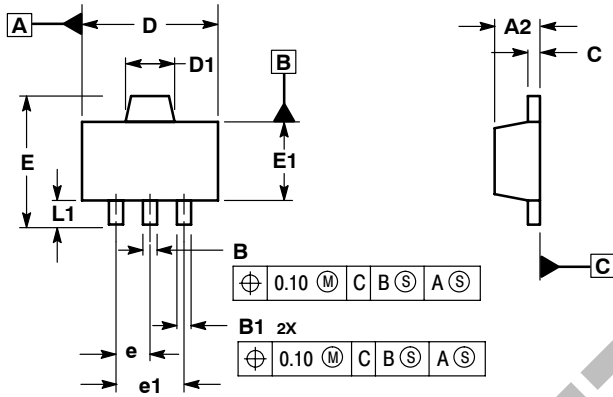 A
D
A2
C
D1
B
E
E1
L1
B
C
⌖ 0.10 Ⓜ C B Ⓢ A Ⓢ
B1 2X
e
⌖ 0.10 Ⓜ C B Ⓢ A Ⓢ
e1